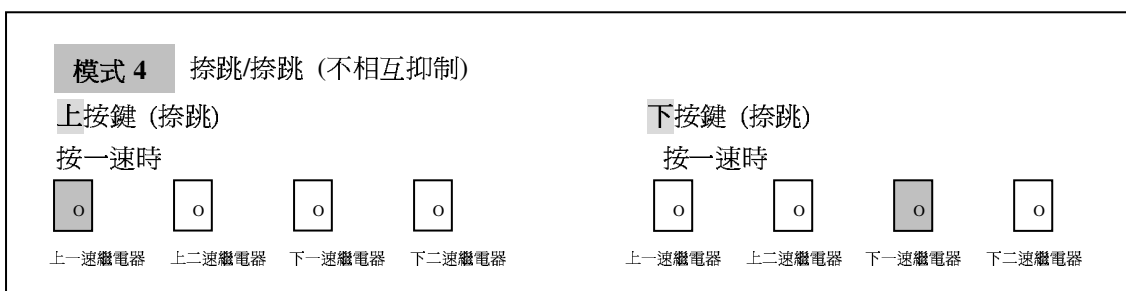 模式 4 捺跳/捺跳 (不相互抑制)
上按鍵 (捺跳) 下按鍵 (捺跳)
按一速時 按一速時
O O O O O O O O
上一速繼電器 上二速繼電器 下一速繼電器 下二速繼電器 上一速繼電器 上二速繼電器 下一速繼電器 下二速繼電器